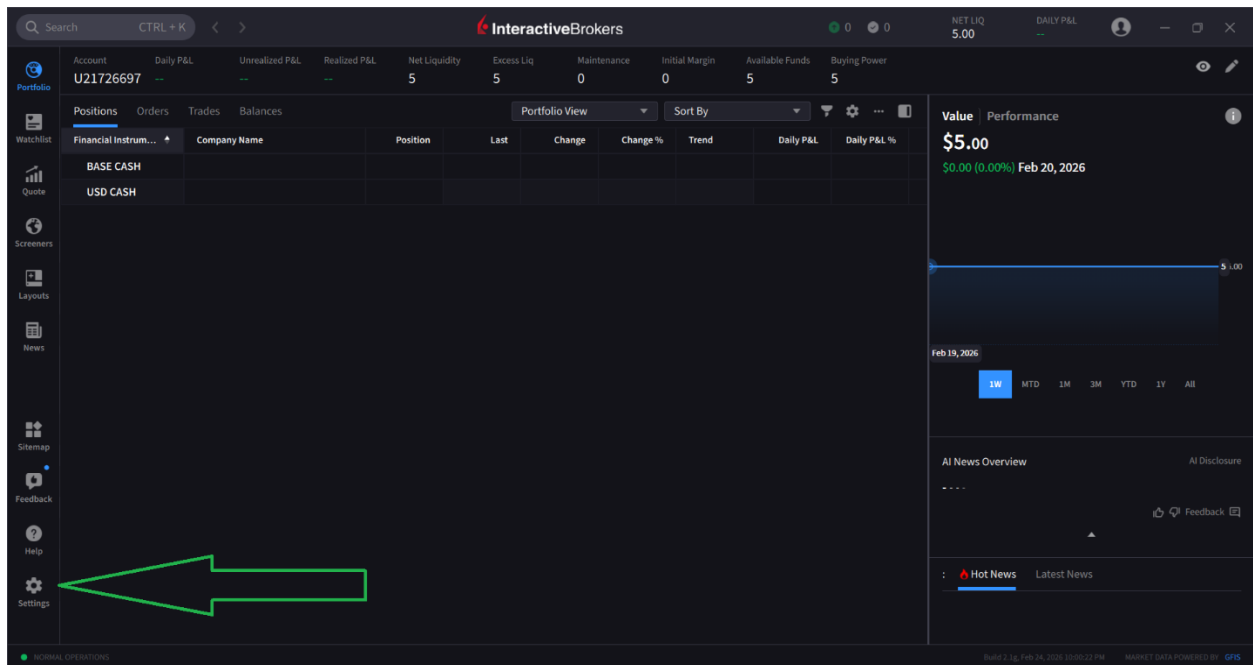 Search CTRL + K
InteractiveBrokers
0 0
NET LIQ DAILY P&L
5.00 --
Account Daily P&L Unrealized P&L Realized P&L Net Liquidity Excess Liq Maintenance Initial Margin Available Funds Buying Power
U21726697 -- -- -- 5 5 0 0 5 5
Portfolio
Watchlist
Quote
Screeners
Layouts
News
Sitemap
Feedback
Help
Settings
Positions Orders Trades Balances
Portfolio View Sort By
Financial Instrum... Company Name Position Last Change Change % Trend Daily P&L Daily P&L %
BASE CASH
USD CASH
Value Performance
$5.00
$0.00 (0.00%) Feb 20, 2026
Feb 19, 2026
1W MTD 1M 3M YTD 1Y All
AI News Overview AI Disclosure
Feedback
Hot News Latest News
NORMAL OPERATIONS
Build 2.1g, Feb 24, 2026 10:00:22 PM MARKET DATA POWERED BY GFIS